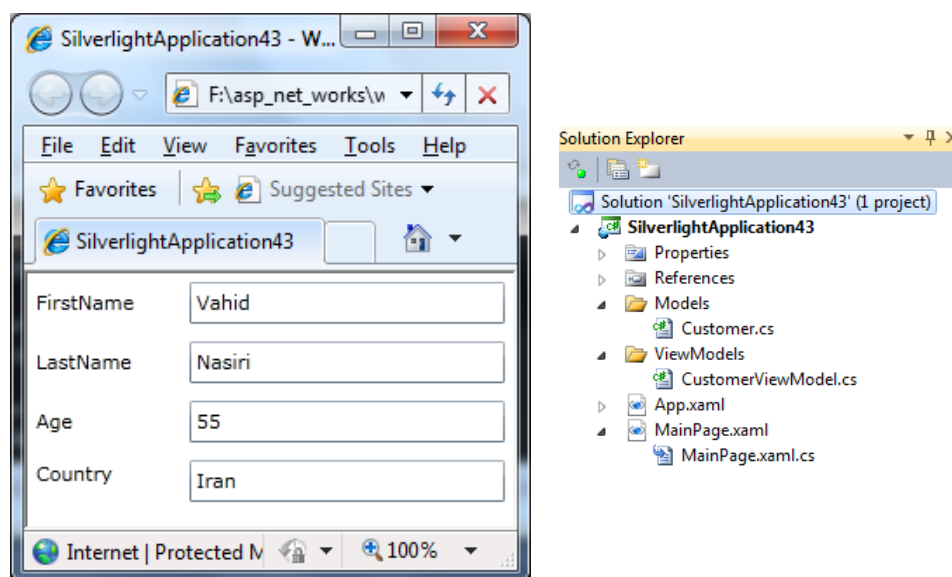 SilverlightApplication43 - W...
F:\asp_net_works\w
File Edit View Favorites Tools Help
Favorites Suggested Sites
SilverlightApplication43
FirstName Vahid
LastName Nasiri
Age 55
Country Iran
Internet | Protected M 100%
Solution Explorer
Solution 'SilverlightApplication43' (1 project)
SilverlightApplication43
Properties
References
Models
Customer.cs
ViewModels
CustomerViewModel.cs
App.xaml
MainPage.xaml
MainPage.xaml.cs